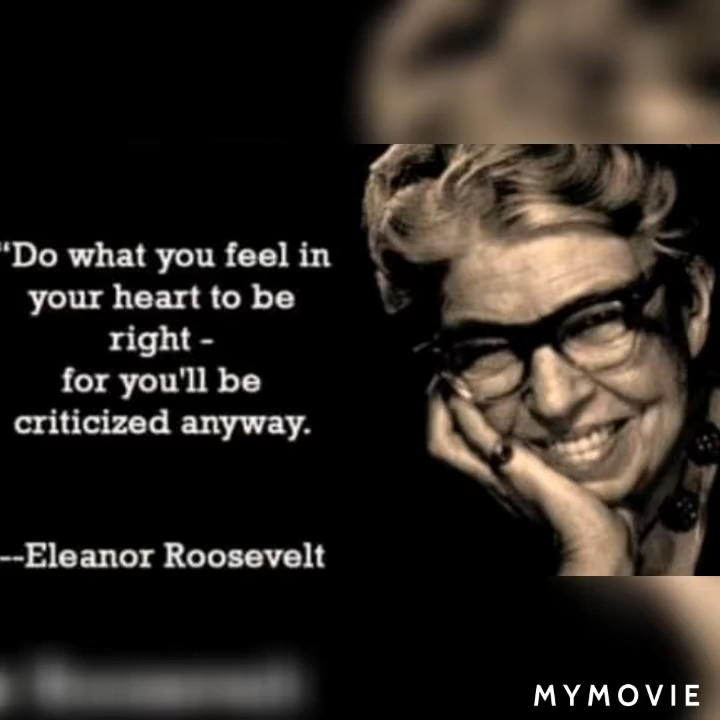 "Do what you feel in
your heart to be
right -
for you'll be
criticized anyway.
--Eleanor Roosevelt
MYMOVIE